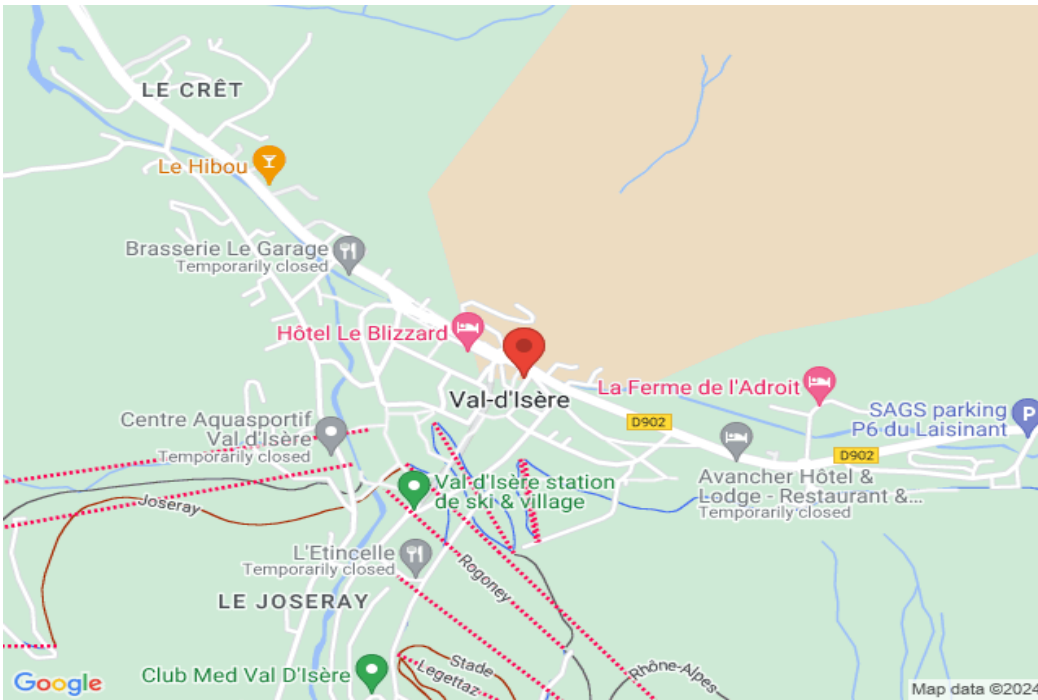 LE CRÊT
Le Hibou
Brasserie Le Garage
Temporarily closed
Hôtel Le Blizzard
Val-d'Isère
La Ferme de l'Adroit
D902
SAGS parking
P6 du Laisinant
P
D902
Centre Aquasportif
Val d'Isère
Temporarily closed
Avancher Hôtel &
Lodge - Restaurant &...
Temporarily closed
Val d'Isère station
de ski & village
Joseray
L'Etincelle
Temporarily closed
Rogoney
LE JOSERAY
Club Med Val D'Isère
Stade
Legettaz
Rhône-Alpes
Google
Map data ©2024